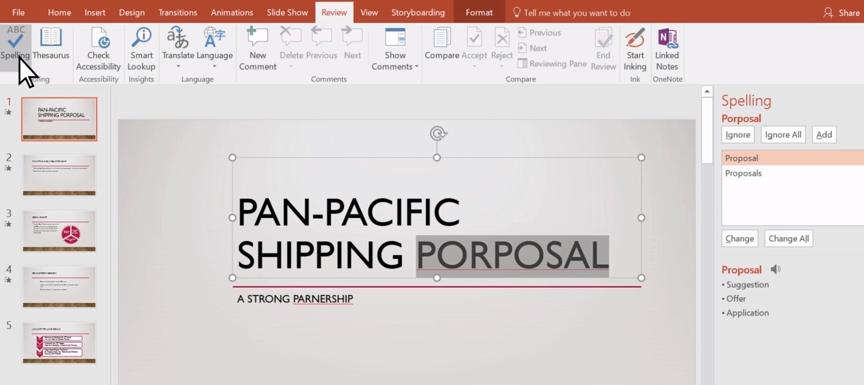 File Home Insert Design Transitions Animations Slide Show Review View Storyboarding Format Tell me what you want to do Share
ABC
Spelling Thesaurus
Check Accessibility
Smart Lookup
Translate Language
New Comment Delete Previous Next
Show Comments
Compare Accept Reject
Previous
Next
Reviewing Pane
End Review
Start Inking
Linked Notes
Accessibility Insights Language Comments Compare Ink OneNote
1
PAN-PACIFIC
SHIPPING PORPOSAL
2
3
4
5
PAN-PACIFIC
SHIPPING PORPOSAL
A STRONG PARNERSHIP
Spelling
Porposal
Ignore Ignore All Add
Proposal
Proposals
Change Change All
Proposal
• Suggestion
• Offer
• Application